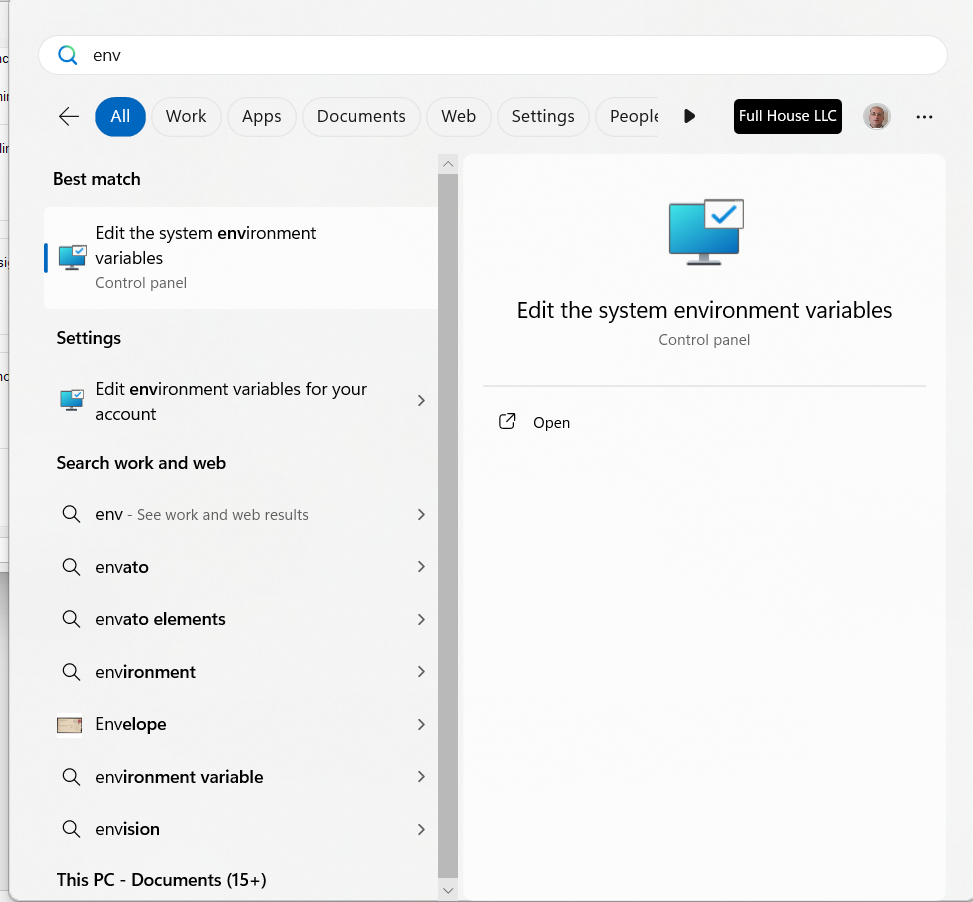 env
All
Work
Apps
Documents
Web
Settings
People
Full House LLC
Best match
Edit the system environment
variables
Control panel
Settings
Edit environment variables for your
account
Search work and web
env - See work and web results
envato
envato elements
environment
Envelope
environment variable
envision
This PC - Documents (15+)
Edit the system environment variables
Control panel
Open